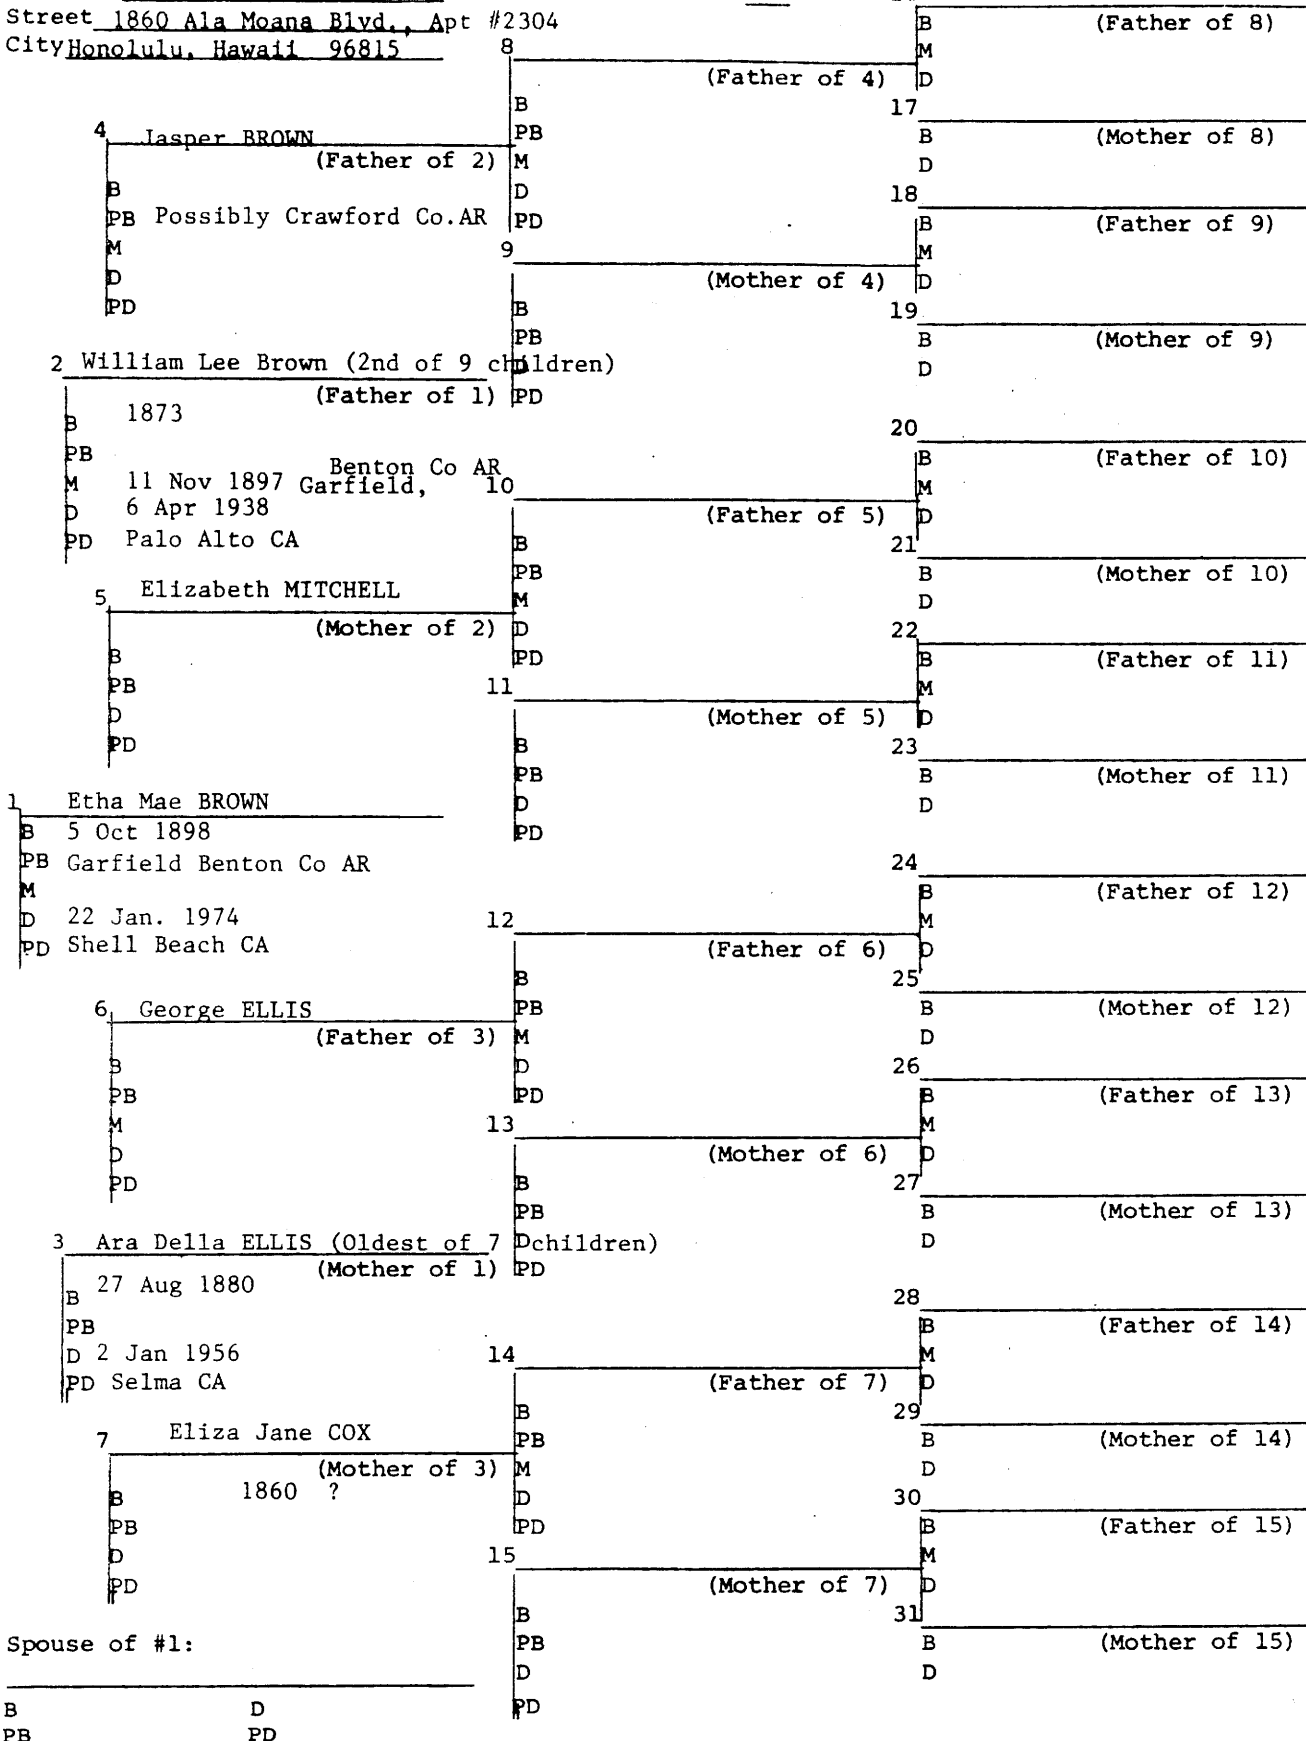 Street 1860 Ala Moana Blvd., Apt #2304
City Honolulu, Hawaii 96815
4 Jasper BROWN
(Father of 2)
B
PB Possibly Crawford Co.AR
M
D
PD
2 William Lee Brown (2nd of 9 children)
(Father of 1)
B 1873
PB
Benton Co AR
M 11 Nov 1897 Garfield,
D 6 Apr 1938
PD Palo Alto CA
5 Elizabeth MITCHELL
(Mother of 2)
B
PB
D
PD
1 Etha Mae BROWN
B 5 Oct 1898
PB Garfield Benton Co AR
M
D 22 Jan. 1974
PD Shell Beach CA
6 George ELLIS
(Father of 3)
B
PB
M
D
PD
3 Ara Della ELLIS (Oldest of 7 children)
(Mother of 1)
B 27 Aug 1880
PB
D 2 Jan 1956
PD Selma CA
7 Eliza Jane COX
(Mother of 3)
B 1860 ?
PB
D
PD
Spouse of #1:
B D
PB PD
8
(Father of 4)
B
PB
M
D
PD
9
(Mother of 4)
B
PB
D
PD
10
(Father of 5)
B
PB
M
D
PD
11
(Mother of 5)
B
PB
D
PD
12
(Father of 6)
B
PB
M
D
PD
13
(Mother of 6)
B
PB
D
PD
14
(Father of 7)
B
PB
M
D
PD
15
(Mother of 7)
B
PB
D
PD
B (Father of 8)
M
D
17
B (Mother of 8)
D
18
B (Father of 9)
M
D
19
B (Mother of 9)
D
20
B (Father of 10)
M
D
21
B (Mother of 10)
D
22
B (Father of 11)
M
D
23
B (Mother of 11)
D
24
B (Father of 12)
M
D
25
B (Mother of 12)
D
26
B (Father of 13)
M
D
27
B (Mother of 13)
D
28
B (Father of 14)
M
D
29
B (Mother of 14)
D
30
B (Father of 15)
M
D
31
B (Mother of 15)
D